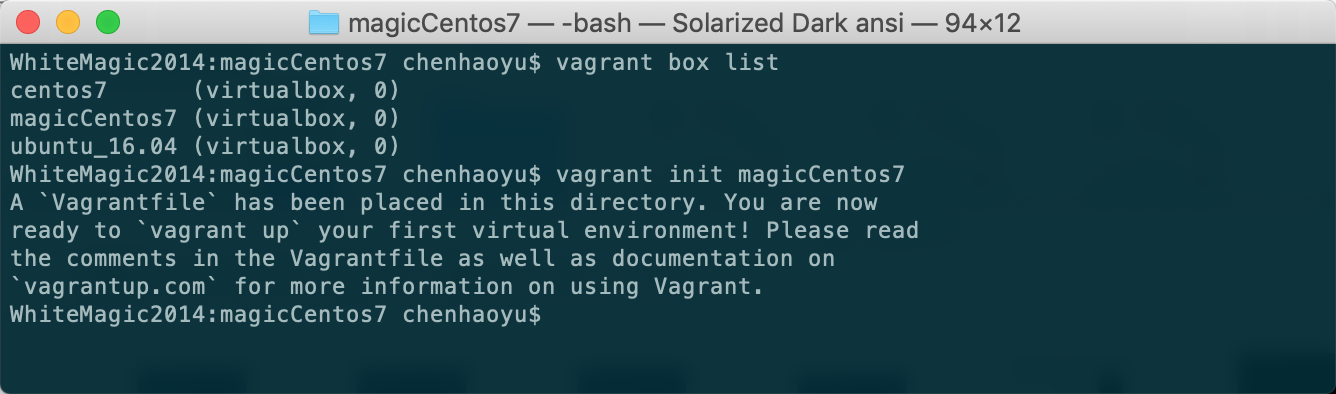 magicCentos7 — -bash — Solarized Dark ansi — 94×12
WhiteMagic2014:magicCentos7 chenhaoyu$ vagrant box list
centos7      (virtualbox, 0)
magicCentos7 (virtualbox, 0)
ubuntu_16.04 (virtualbox, 0)
WhiteMagic2014:magicCentos7 chenhaoyu$ vagrant init magicCentos7
A `Vagrantfile` has been placed in this directory. You are now
ready to `vagrant up` your first virtual environment! Please read
the comments in the Vagrantfile as well as documentation on
`vagrantup.com` for more information on using Vagrant.
WhiteMagic2014:magicCentos7 chenhaoyu$